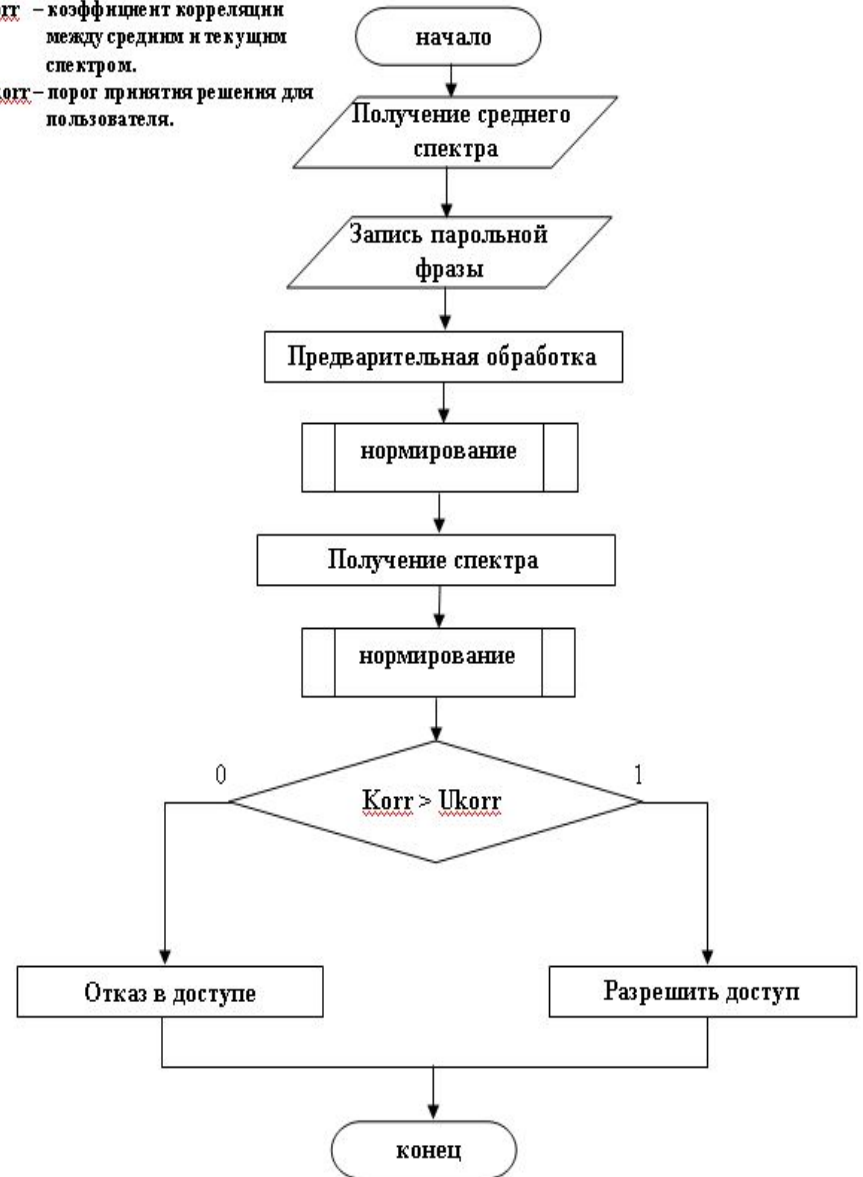 orr – коэффициент корреляции
между средним и текущим
спектром.
korr – порог принятия решения для
пользователя.
начало
Получение среднего
спектра
Запись парольной
фразы
Предварительная обработка
нормирование
Получение спектра
нормирование
0
1
Korr > Ukorr
Отказ в доступе
Разрешить доступ
конец